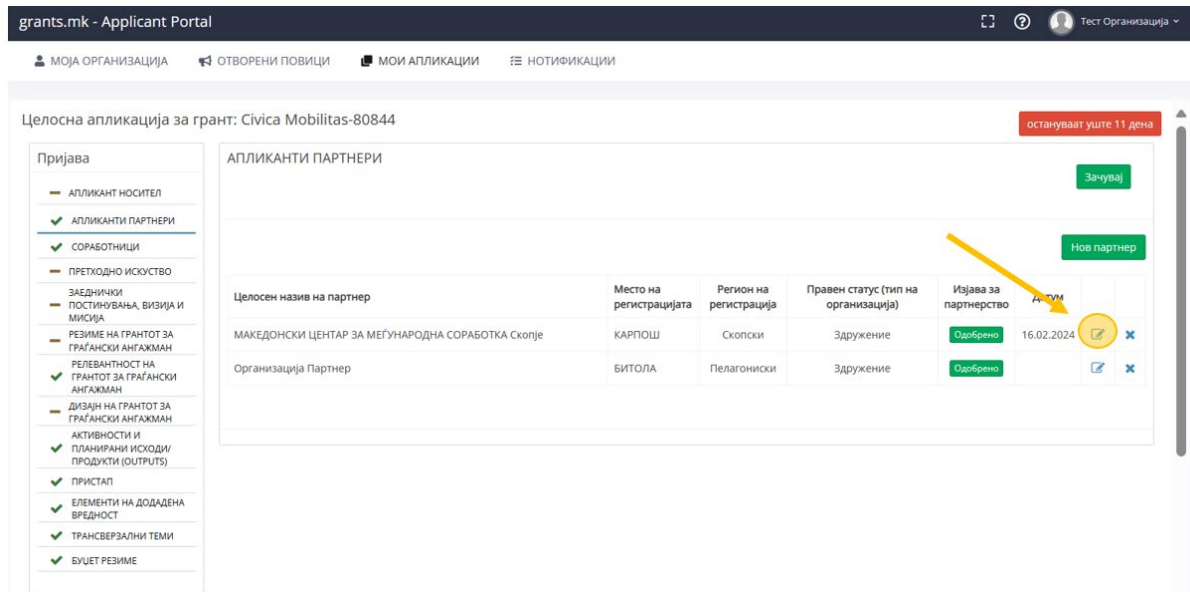 grants.mk - Applicant Portal
Тест Организација
МОЈА ОРГАНИЗАЦИЈА
ОТВОРЕНИ ПОВИЦИ
МОИ АПЛИКАЦИИ
НОТИФИКАЦИИ
Целосна апликација за грант: Civica Mobilitas-80844
остануваат уште 11 дена
Пријава
АПЛИКАНТ НОСИТЕЛ
АПЛИКАНТИ ПАРТНЕРИ
СОРАБОТНИЦИ
ПРЕТХОДНО ИСКУСТВО
ЗАЕДНИЧКИ
ПОСТИНУВАЊА, ВИЗИЈА И
МИСИЈА
РЕЗИМЕ НА ГРАНТОТ ЗА
ГРАЃАНСКИ АНГАЖМАН
РЕЛЕВАНТНОСТ НА
ГРАНТОТ ЗА ГРАЃАНСКИ
АНГАЖМАН
ДИЗАЈН НА ГРАНТОТ ЗА
ГРАЃАНСКИ АНГАЖМАН
АКТИВНОСТИ И
ПЛАНИРАНИ ИСХОДИ/
ПРОДУКТИ (OUTPUTS)
ПРИСТАП
ЕЛЕМЕНТИ НА ДОДАДЕНА
ВРЕДНОСТ
ТРАНСВЕРЗАЛНИ ТЕМИ
БУЏЕТ РЕЗИМЕ
АПЛИКАНТИ ПАРТНЕРИ
Зачувај
Нов партнер
Целосен назив на партнер
Место на
регистрацијата
Регион на
регистрација
Правен статус (тип на
организација)
Изјава за
партнерство
Датум
МАКЕДОНСКИ ЦЕНТАР ЗА МЕЃУНАРОДНА СОРАБОТКА Скопје
КАРПОШ
Скопски
Здружение
Одобрено
16.02.2024
Организација Партнер
БИТОЛА
Пелагониски
Здружение
Одобрено